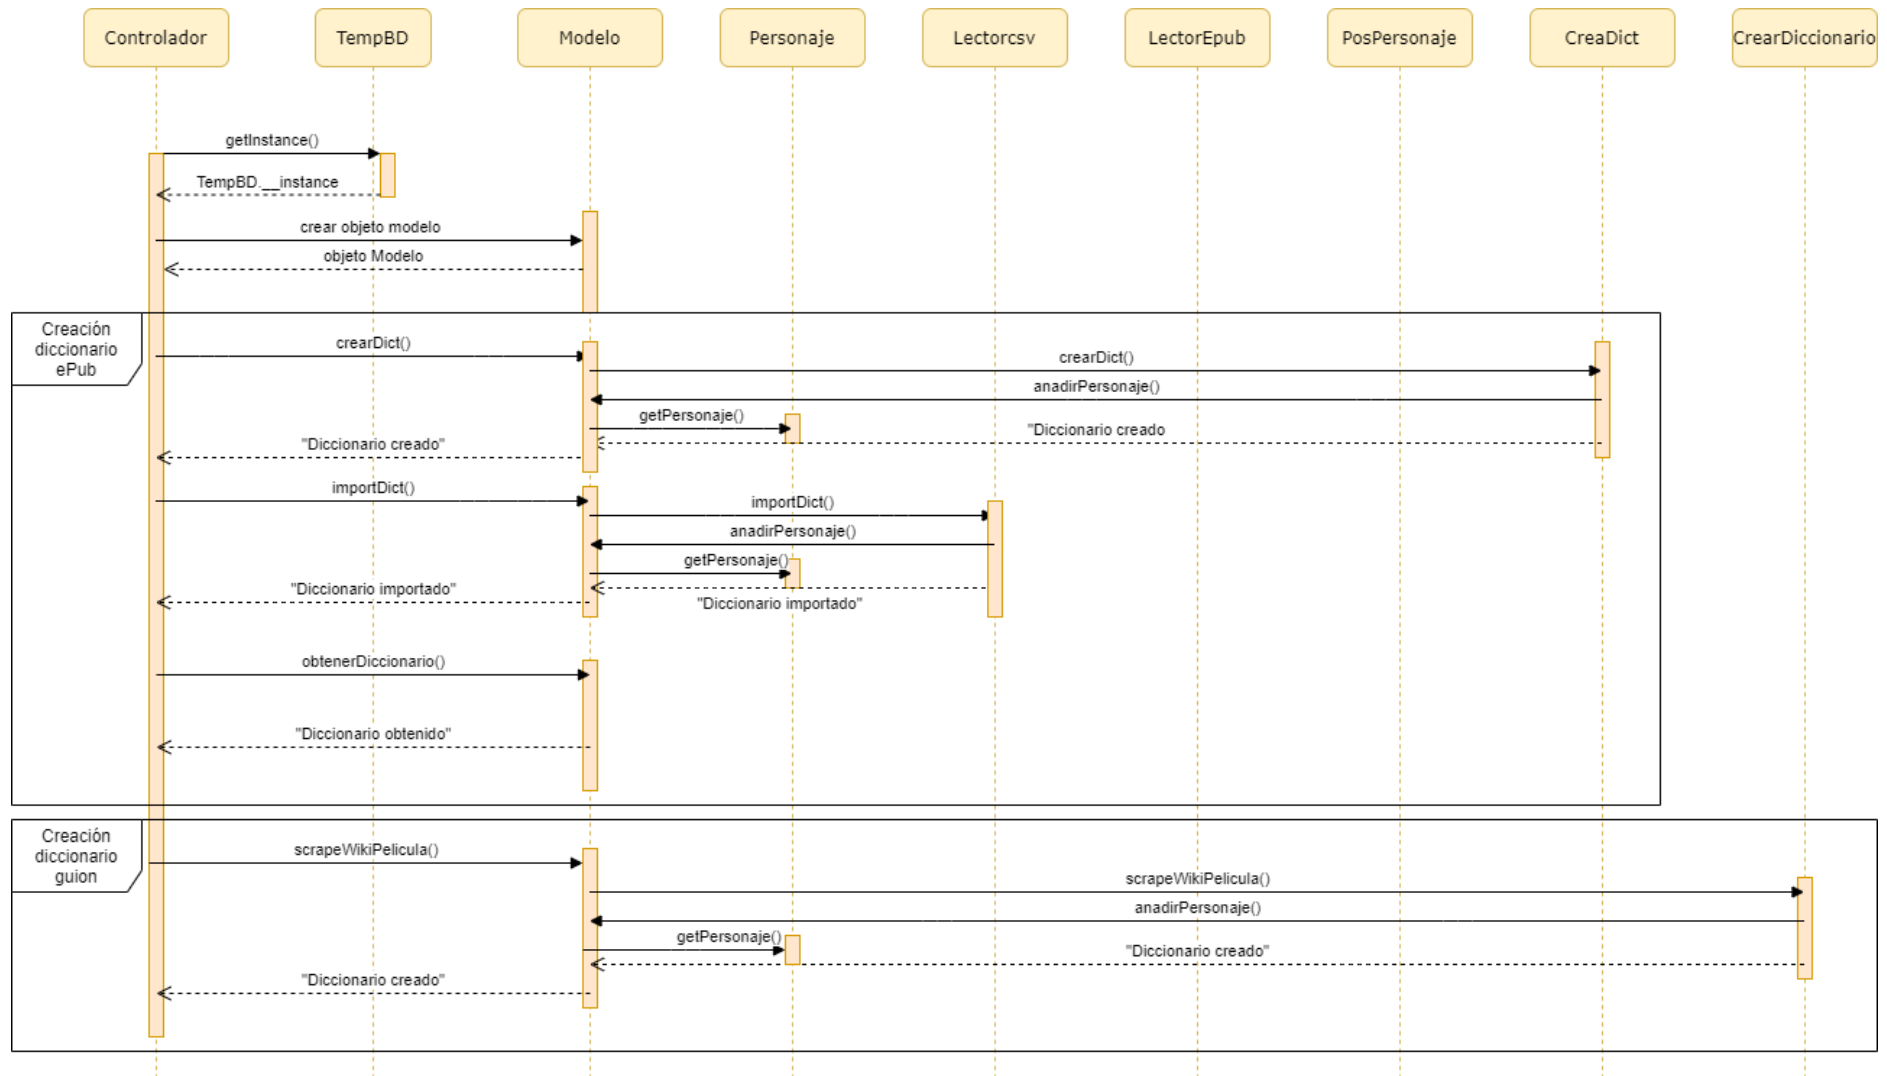 Controlador
TempBD
Modelo
Personaje
Lectorcsv
LectorEpub
PosPersonaje
CreaDict
CrearDiccionario
getInstance()
TempBD.__instance
crear objeto modelo
objeto Modelo
Creación
diccionario
ePub
crearDict()
crearDict()
anadirPersonaje()
getPersonaje()
"Diccionario creado
"Diccionario creado"
importDict()
importDict()
anadirPersonaje()
getPersonaje()
"Diccionario importado"
"Diccionario importado"
obtenerDiccionario()
"Diccionario obtenido"
Creación
diccionario
guion
scrapeWikiPelicula()
scrapeWikiPelicula()
anadirPersonaje()
getPersonaje()
"Diccionario creado"
"Diccionario creado"